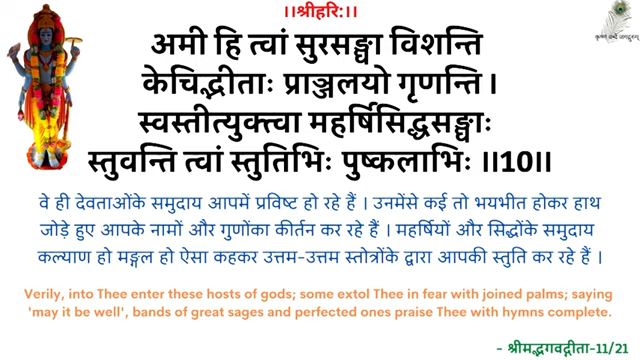 ।।श्रीहरि:।।
कृष्णं वन्दे जगद्गुरुम्
अमी हि त्वां सुरसङ्घा विशन्ति
केचिद्भीताः प्राञ्जलयो गृणन्ति ।
स्वस्तीत्युक्त्वा महर्षिसिद्धसङ्घाः
स्तुवन्ति त्वां स्तुतिभिः पुष्कलाभिः ।।10।।
वे ही देवताओंके समुदाय आपमें प्रविष्ट हो रहे हैं । उनमेंसे कई तो भयभीत होकर हाथ
जोड़े हुए आपके नामों और गुणोंका कीर्तन कर रहे हैं । महर्षियों और सिद्धोंके समुदाय
कल्याण हो मङ्गल हो ऐसा कहकर उत्तम-उत्तम स्तोत्रोंके द्वारा आपकी स्तुति कर रहे हैं ।
Verily, into Thee enter these hosts of gods; some extol Thee in fear with joined palms; saying
'may it be well', bands of great sages and perfected ones praise Thee with hymns complete.
- श्रीमद्भगवद्गीता-11/21